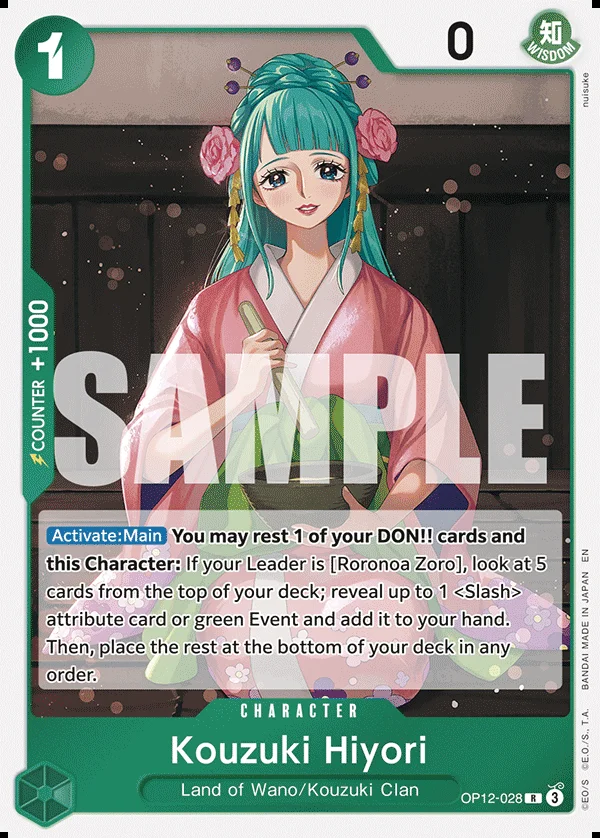 1
0
知
WISDOM
nuisuke
COUNTER +1000
SAMPLE
Activate:Main You may rest 1 of your DON!! cards and
this Character: If your Leader is [Roronoa Zoro], look at 5
cards from the top of your deck; reveal up to 1 <Slash>
attribute card or green Event and add it to your hand.
Then, place the rest at the bottom of your deck in any
order.
CHARACTER
Kouzuki Hiyori
Land of Wano/Kouzuki Clan
OP12-028 R 3
©EO/S ©E.O./S., T.A. BANDAI MADE IN JAPAN EN